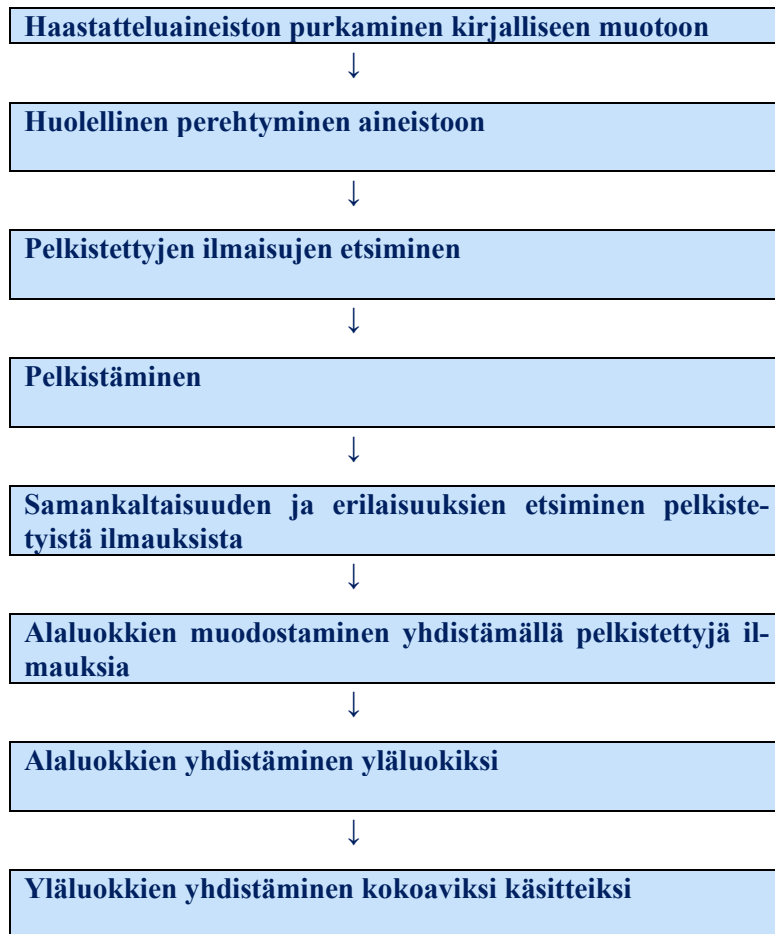 Haastatteluaineiston purkaminen kirjalliseen muotoon
↓
Huolellinen perehtyminen aineistoon
↓
Pelkistettyjen ilmaisujen etsiminen
↓
Pelkistäminen
↓
Samankaltaisuuden ja erilaisuuksien etsiminen pelkiste-
tyistä ilmauksista
↓
Alaluokkien muodostaminen yhdistämällä pelkistettyjä il-
mauksia
↓
Alaluokkien yhdistäminen yläluokiksi
↓
Yläluokkien yhdistäminen kokoaviksi käsitteiksi